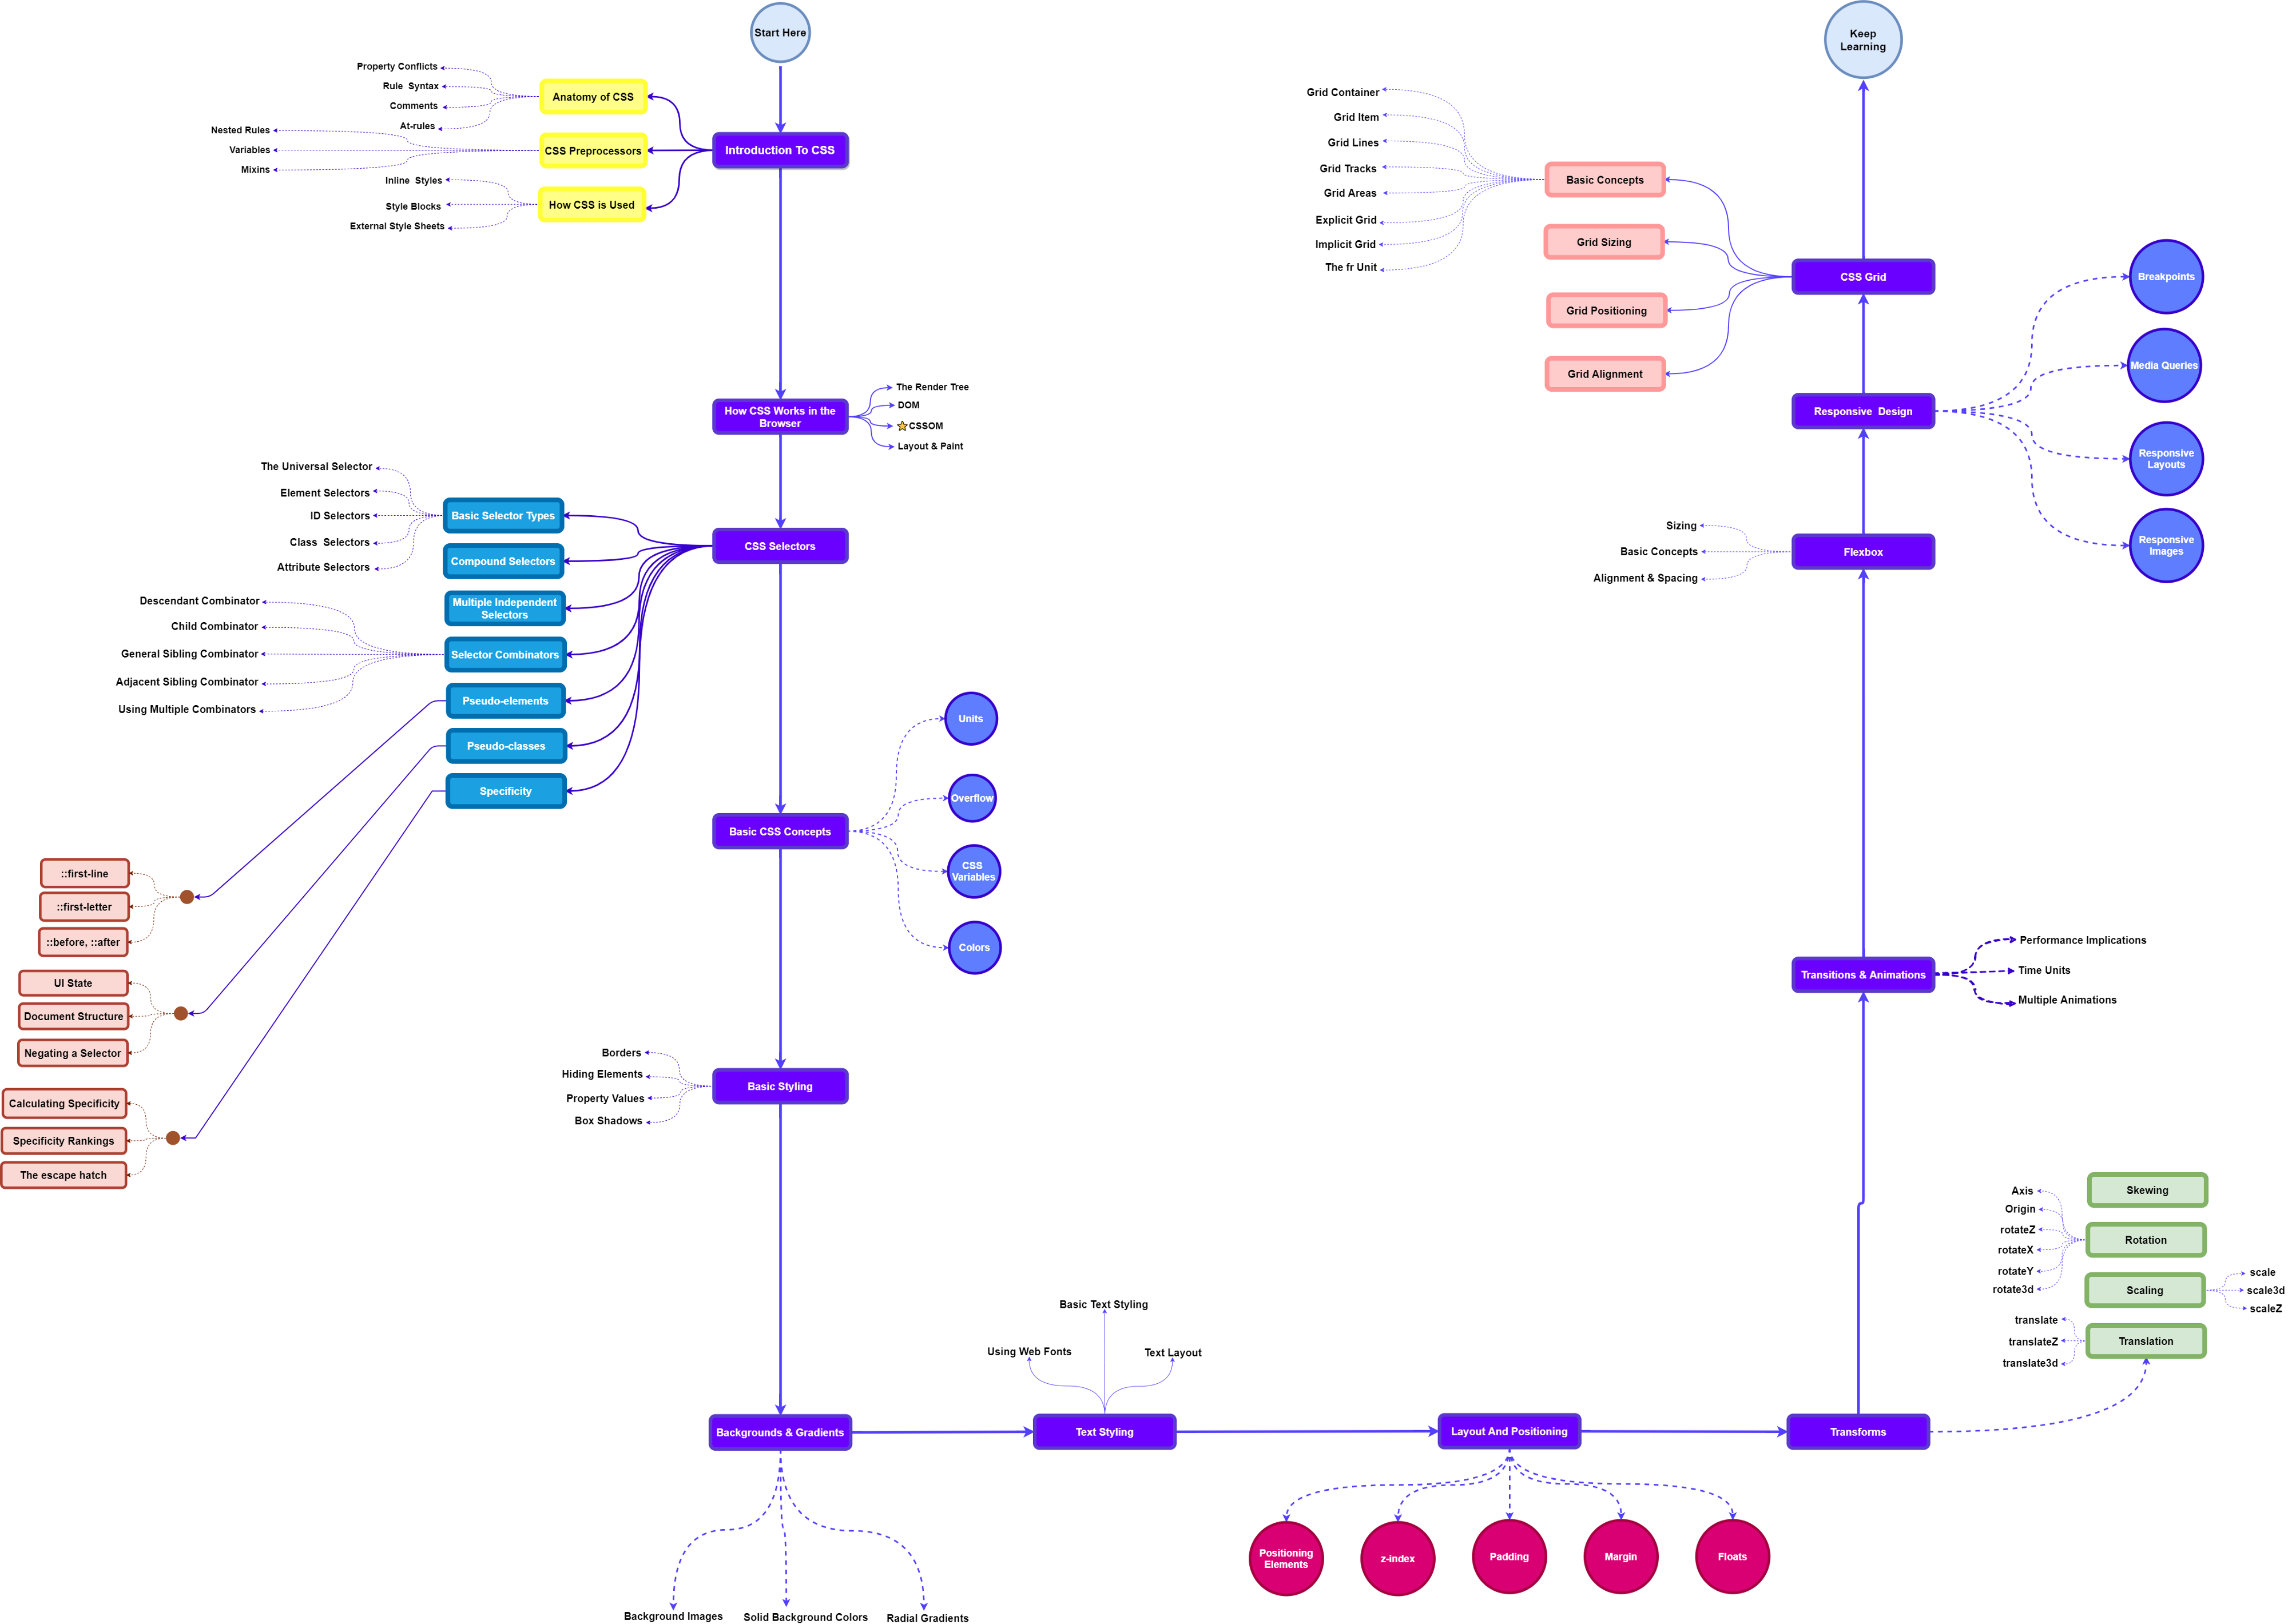 Start Here
Property Conflicts
Rule  Syntax
Comments
At-rules
Anatomy of CSS
Nested Rules
Variables
Mixins
CSS Preprocessors
Introduction To CSS
Inline  Styles
Style Blocks
External Style Sheets
How CSS is Used
How CSS Works in the
Browser
The Render Tree
DOM
CSSOM
Layout & Paint
The Universal Selector
Element Selectors
ID Selectors
Class  Selectors
Attribute Selectors
Basic Selector Types
CSS Selectors
Compound Selectors
Multiple Independent
Selectors
Descendant Combinator
Child Combinator
General Sibling Combinator
Adjacent Sibling Combinator
Using Multiple Combinators
Selector Combinators
Pseudo-elements
Pseudo-classes
Specificity
Basic CSS Concepts
Units
Overflow
CSS
Variables
Colors
::first-line
::first-letter
::before, ::after
UI State
Document Structure
Negating a Selector
Calculating Specificity
Specificity Rankings
The escape hatch
Borders
Hiding Elements
Property Values
Box Shadows
Basic Styling
Backgrounds & Gradients
Background Images
Solid Background Colors
Radial Gradients
Basic Text Styling
Using Web Fonts
Text Layout
Text Styling
Layout And Positioning
Positioning
Elements
z-index
Padding
Margin
Floats
Transforms
Skewing
Axis
Origin
rotateZ
rotateX
rotateY
rotate3d
Rotation
Scaling
scale
scale3d
scaleZ
translate
translateZ
translate3d
Translation
Transitions & Animations
Performance Implications
Time Units
Multiple Animations
Sizing
Basic Concepts
Alignment & Spacing
Flexbox
Responsive  Design
Breakpoints
Media Queries
Responsive
Layouts
Responsive
Images
CSS Grid
Grid Container
Grid Item
Grid Lines
Grid Tracks
Grid Areas
Explicit Grid
Implicit Grid
The fr Unit
Basic Concepts
Grid Sizing
Grid Positioning
Grid Alignment
Keep
Learning